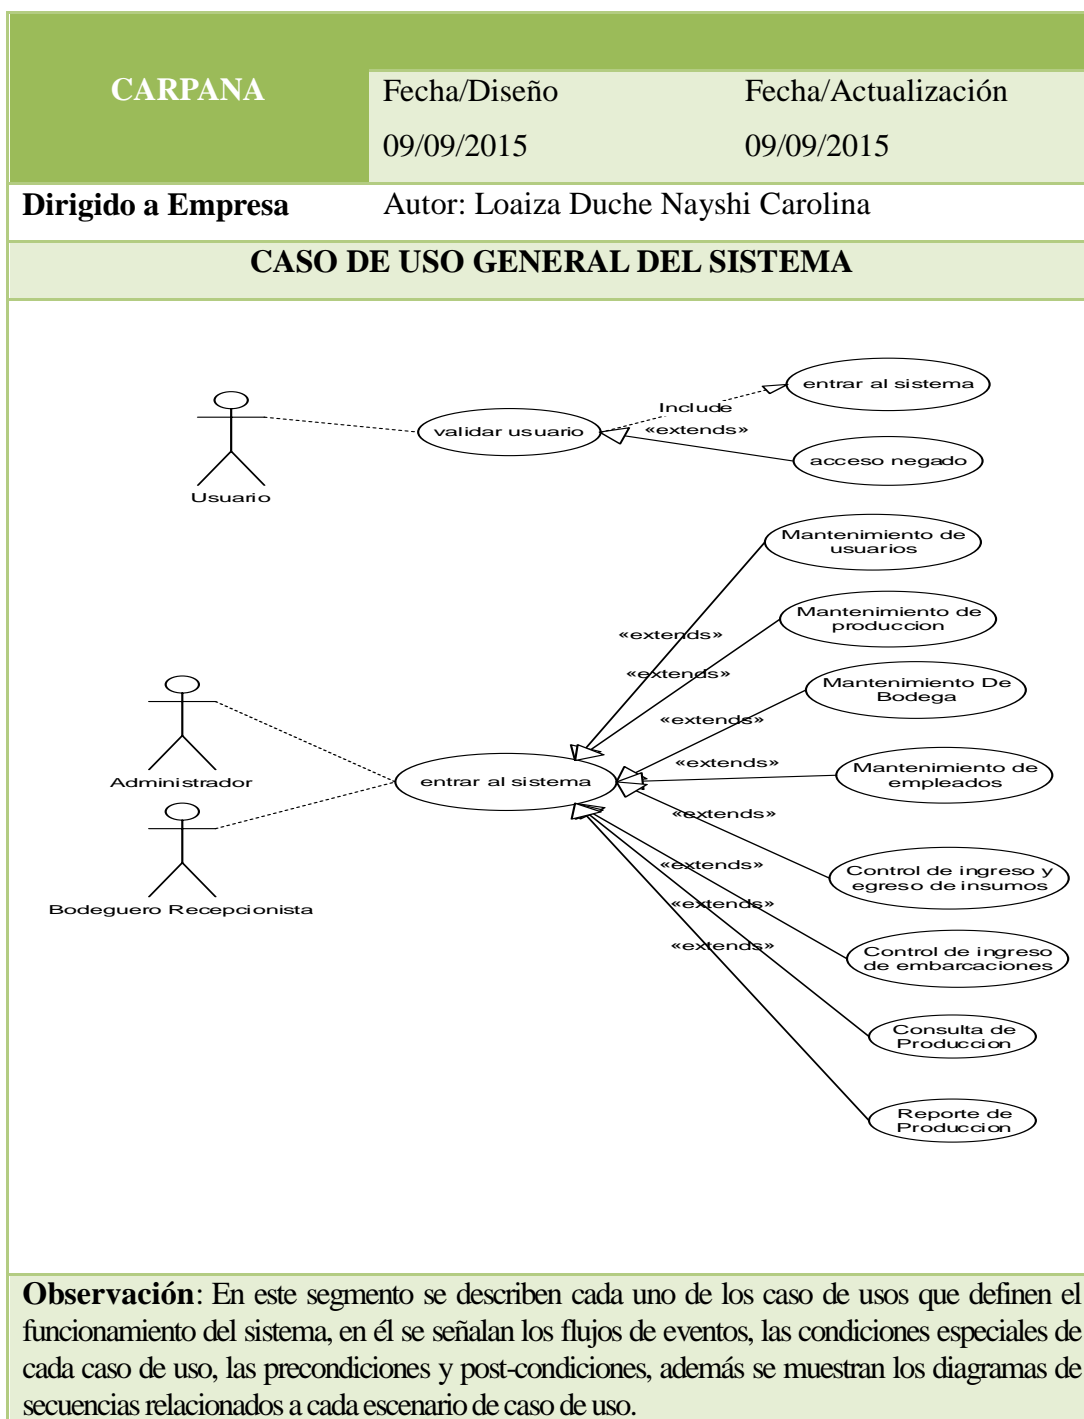 CARPANA
Fecha/Diseño
Fecha/Actualización
09/09/2015
09/09/2015
Dirigido a Empresa
Autor: Loaiza Duche Nayshi Carolina
CASO DE USO GENERAL DEL SISTEMA
entrar al sistema
Include
validar usuario
«extends»
acceso negado
Usuario
Mantenimiento de
usuarios
Mantenimiento de
produccion
«extends»
«extends»
Mantenimiento De
Bodega
«extends»
«extends»
Mantenimiento de
empleados
Administrador
entrar al sistema
«extends»
Control de ingreso y
egreso de insumos
«extends»
Bodeguero Recepcionista
«extends»
«extends»
Control de ingreso
de embarcaciones
Consulta de
Produccion
Reporte de
Produccion
Observación: En este segmento se describen cada uno de los caso de usos que definen el
funcionamiento del sistema, en él se señalan los flujos de eventos, las condiciones especiales de
cada caso de uso, las precondiciones y post-condiciones, además se muestran los diagramas de
secuencias relacionados a cada escenario de caso de uso.